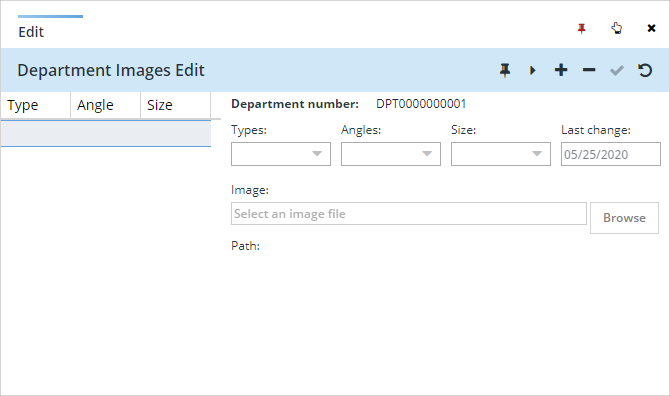 Edit
Department Images Edit
Type Angle Size
Department number: DPT0000000001
Types: Angles: Size: Last change:
05/25/2020
Image:
Select an image file Browse
Path: